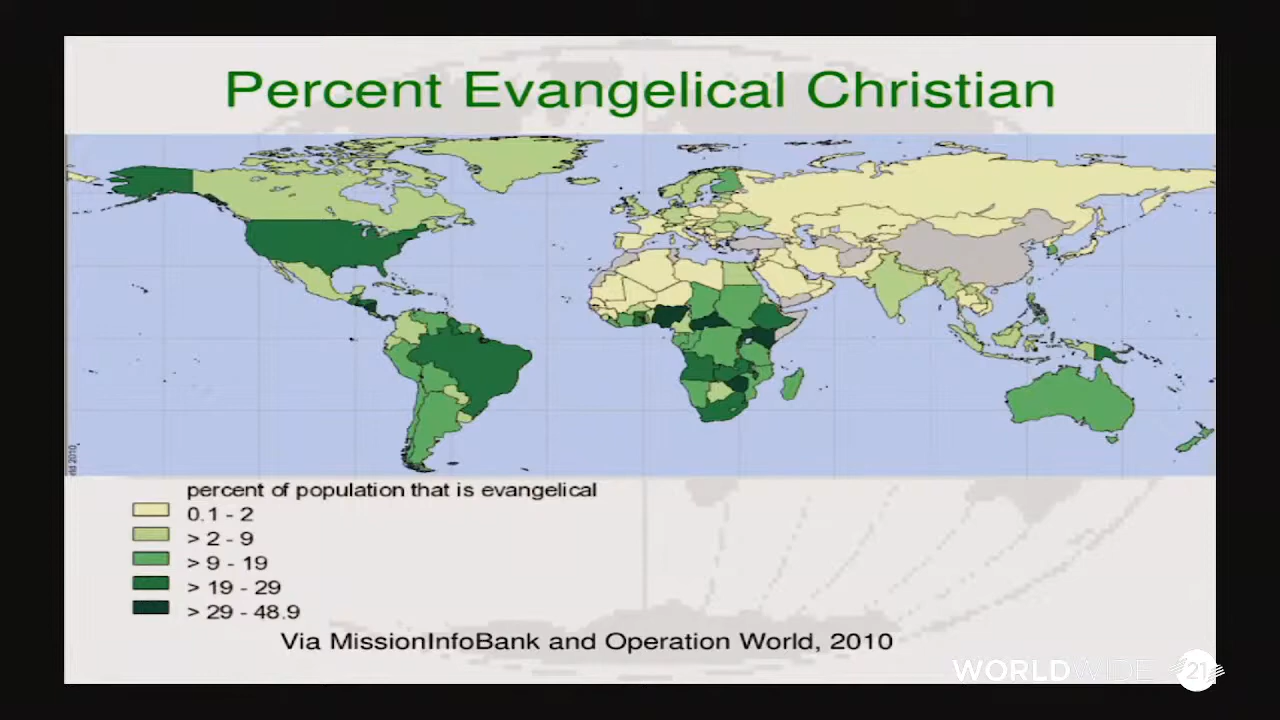 Percent Evangelical Christian
percent of population that is evangelical
0.1 - 2
> 2 - 9
> 9 - 19
> 19 - 29
> 29 - 48.9
Via MissionInfoBank and Operation World, 2010
WORLDWIDE 21